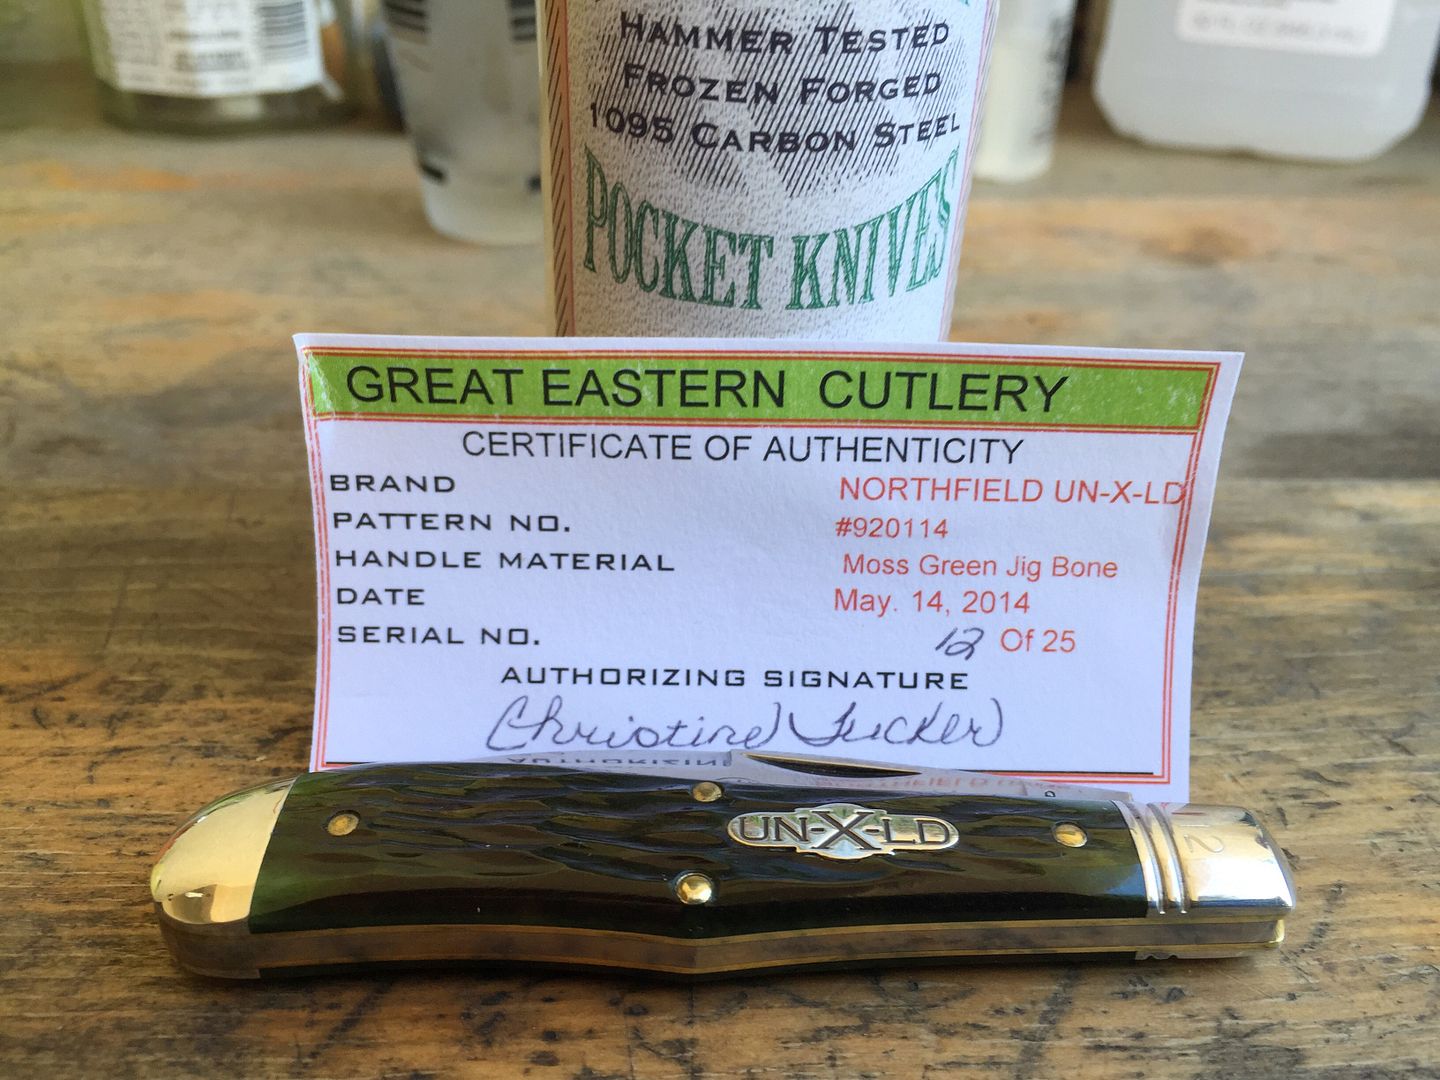 HAMMER TESTED
FROZEN FORGED
1095 CARBON STEEL
POCKET KNIVES
GREAT EASTERN CUTLERY
CERTIFICATE OF AUTHENTICITY
BRAND NORTHFIELD UN-X-LD
PATTERN NO. #920114
HANDLE MATERIAL Moss Green Jig Bone
DATE May. 14, 2014
SERIAL NO. 12 Of 25
AUTHORIZING SIGNATURE
Christine Tucker
UN-X-LD
12